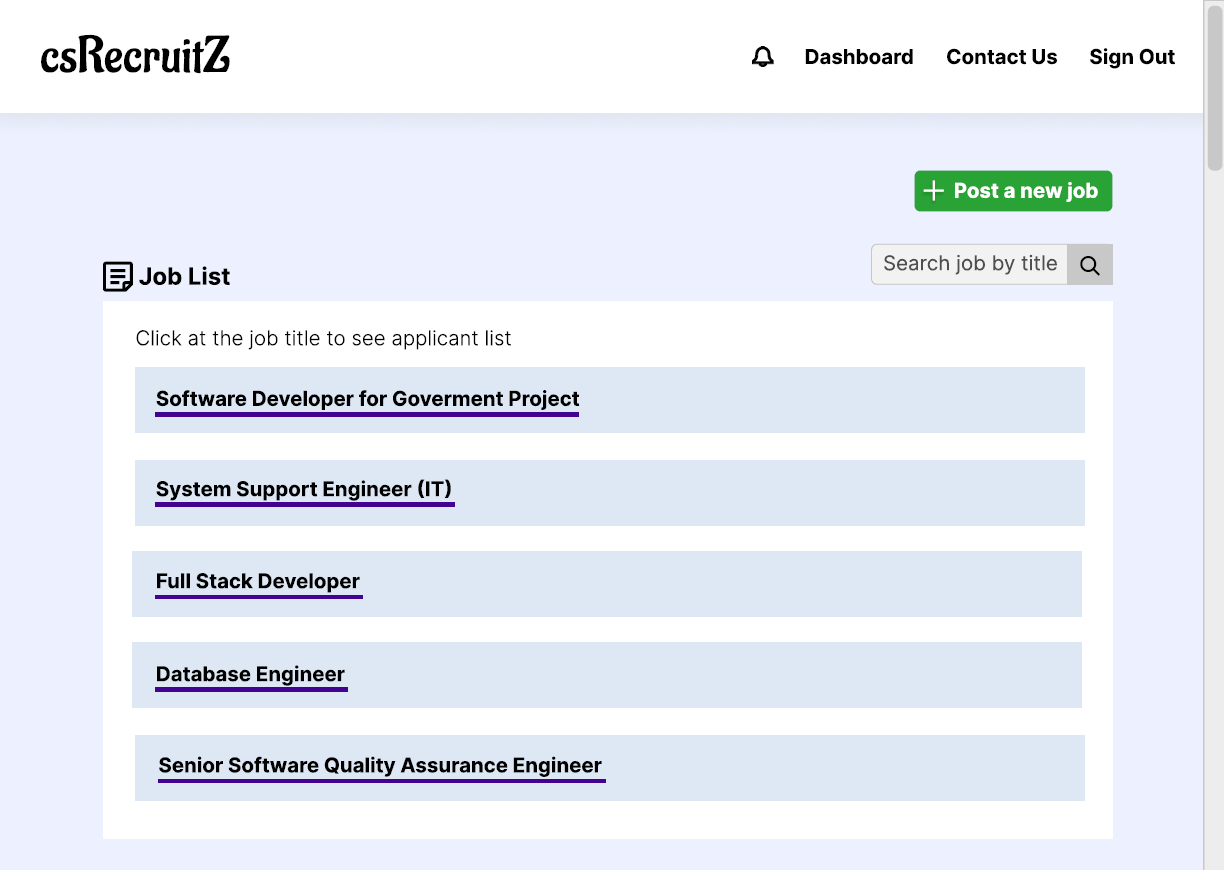 csRecruitZ
Dashboard Contact Us Sign Out
Post a new job
Search job by title
Job List
Click at the job title to see applicant list
Software Developer for Goverment Project
System Support Engineer (IT)
Full Stack Developer
Database Engineer
Senior Software Quality Assurance Engineer